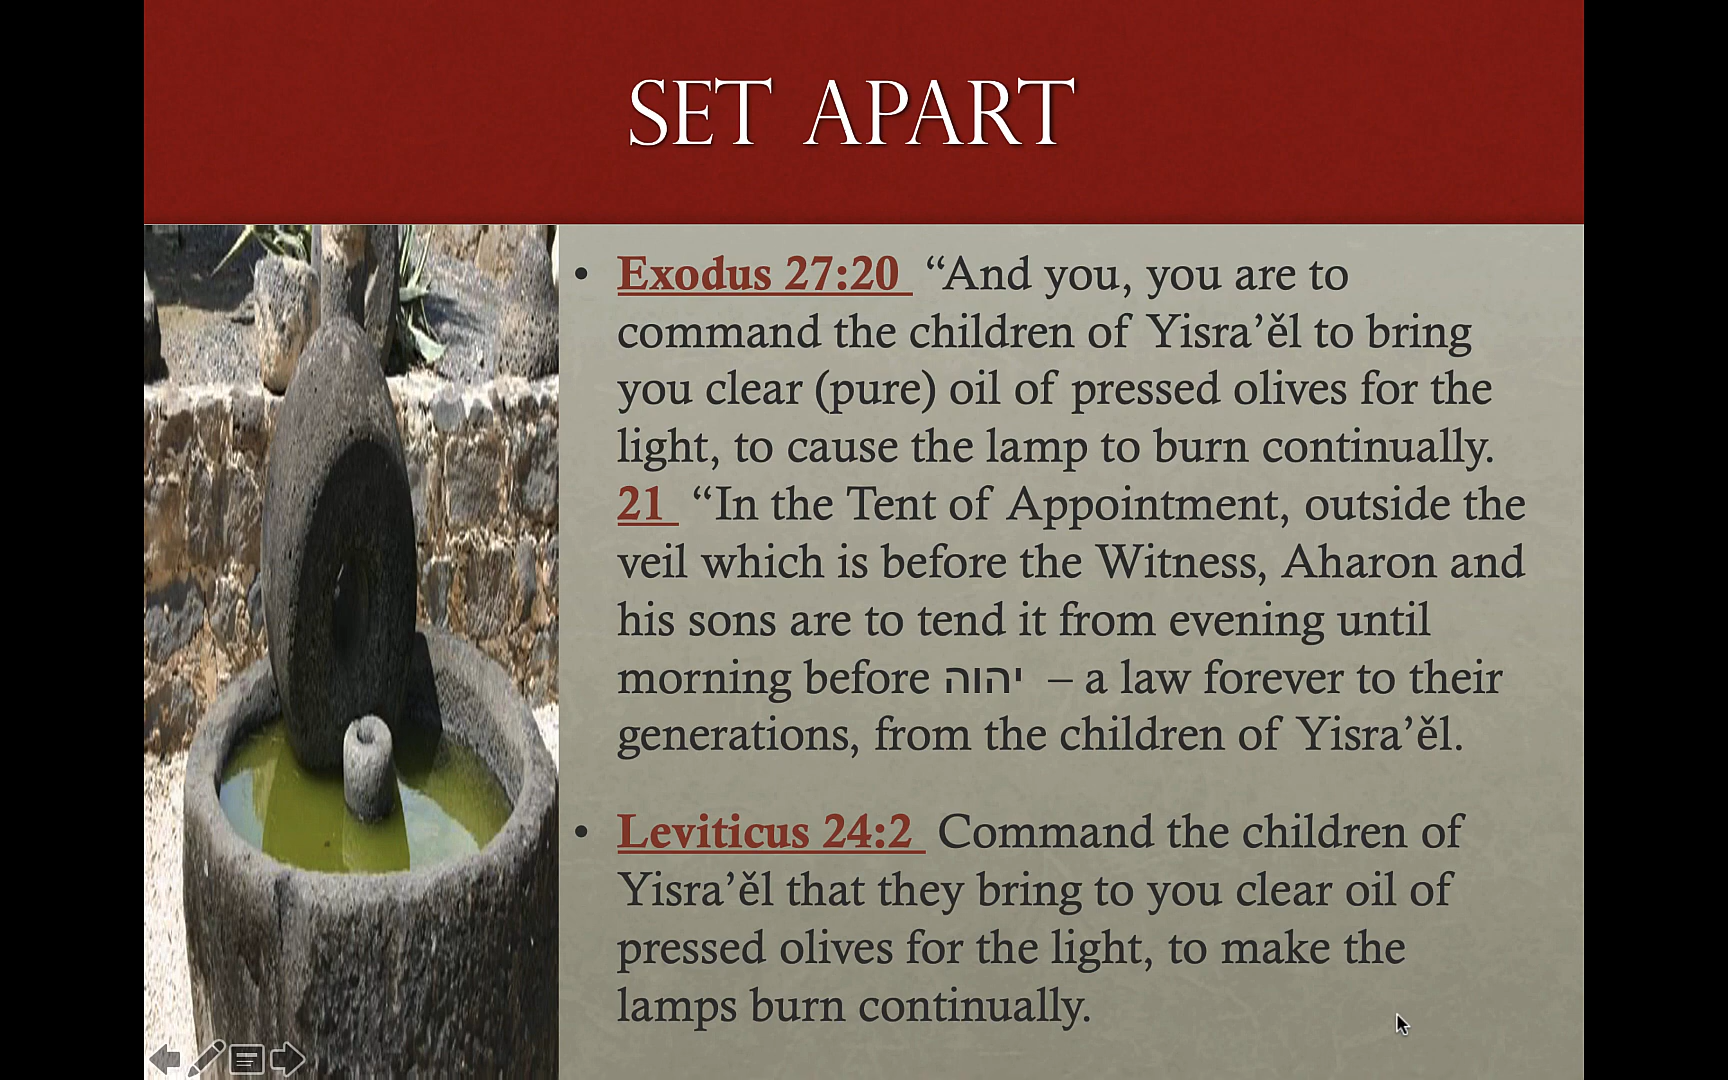 SET APART
• Exodus 27:20 “And you, you are to
command the children of Yisra’ĕl to bring
you clear (pure) oil of pressed olives for the
light, to cause the lamp to burn continually.
21 “In the Tent of Appointment, outside the
veil which is before the Witness, Aharon and
his sons are to tend it from evening until
morning before יהוה – a law forever to their
generations, from the children of Yisra’ĕl.
• Leviticus 24:2 Command the children of
Yisra’ĕl that they bring to you clear oil of
pressed olives for the light, to make the
lamps burn continually.